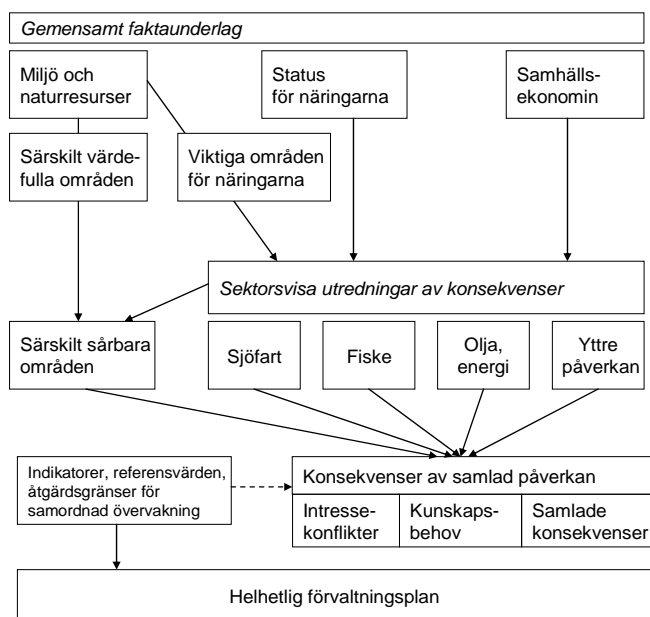 Gemensamt faktaunderlag
Miljö och
naturresurser
Status
för näringarna
Samhälls-
ekonomin
Särskilt värde-
fulla områden
Viktiga områden
för näringarna
Sektorsvisa utredningar av konsekvenser
Särskilt sårbara
områden
Sjöfart
Fiske
Olja,
energi
Yttre
påverkan
Indikatorer, referensvärden,
åtgärdsgränser för
samordnad övervakning
Konsekvenser av samlad påverkan
Intresse-
konflikter
Kunskaps-
behov
Samlade
konsekvenser
Helhetlig förvaltningsplan